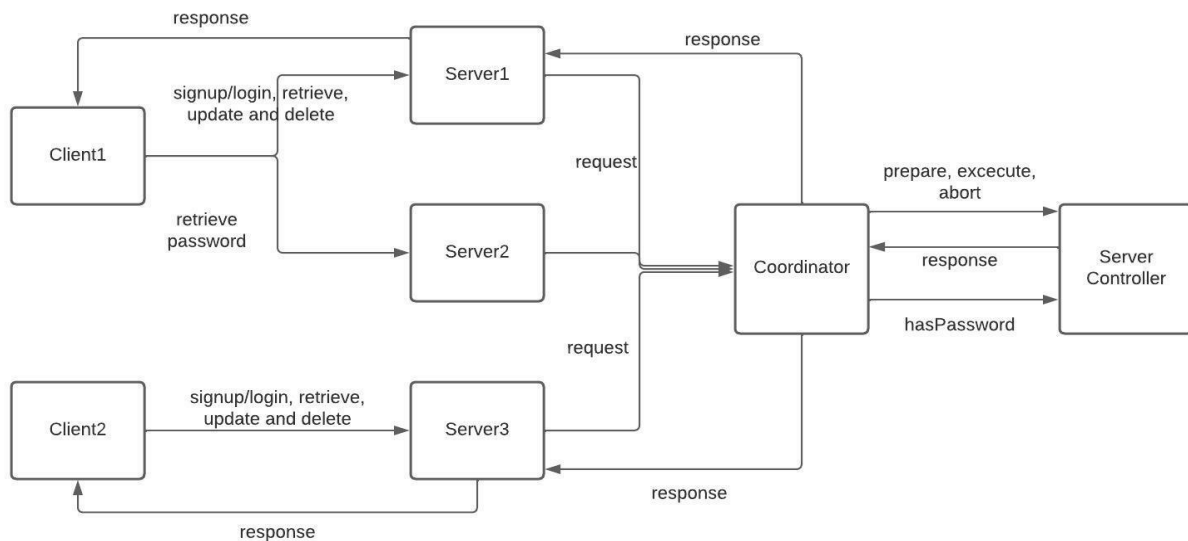 response
response
Server1
signup/login, retrieve,
update and delete
Client1
request
prepare, excecute,
abort
retrieve
password
Server2
Coordinator
response
Server
Controller
hasPassword
request
signup/login, retrieve,
update and delete
Client2
Server3
response
response